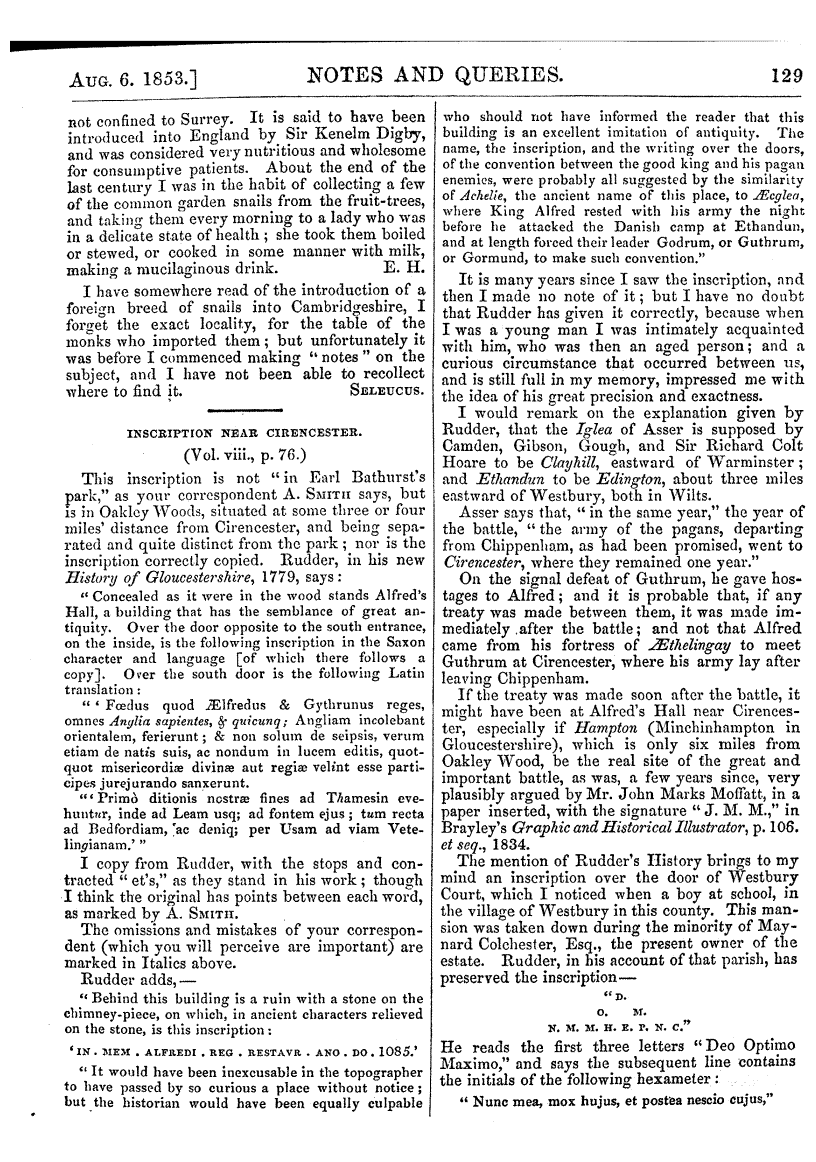 AUG. 6. 1853.] NOTES AND QUERIES. 129
not confined to Surrey. It is said to have been
introduced into England by Sir Kenelm Digby,
and was considered very nutritious and wholesome
for consumptive patients. About the end of the
last century I was in the habit of collecting a few
of the common garden snails from the fruit-trees,
and taking them every morning to a lady who was
in a delicate state of health; she took them boiled
or stewed, or cooked in some manner with milk,
making a mucilaginous drink. E. H.
I have somewhere read of the introduction of a
foreign breed of snails into Cambridgeshire, I
forget the exact locality, for the table of the
monks who imported them; but unfortunately it
was before I commenced making "notes" on the
subject, and I have not been able to recollect
where to find it. SELEUCUS.
INSCRIPTION NEAR CIRENCESTER.
(Vol. viii., p. 76.)
This inscription is not "in Earl Bathurst's
park," as your correspondent A. SMITH says, but
is in Oakley Woods, situated at some three or four
miles' distance from Cirencester, and being sepa-
rated and quite distinct from the park; nor is the
inscription correctly copied. Rudder, in his new
History of Gloucestershire, 1779, says:
"Concealed as it were in the wood stands Alfred's
Hall, a building that has the semblance of great an-
tiquity. Over the door opposite to the south entrance,
on the inside, is the following inscription in the Saxon
character and language [of which there follows a
copy]. Over the south door is the following Latin
translation:
"'Fœdus quod Ælfredus & Gythrunus reges,
omnes Anglia sapientes, & quicunq; Angliam incolebant
orientalem, ferierunt; & non solum de seipsis, verum
etiam de natis suis, ac nondum in lucem editis, quot-
quot misericordiæ divinæ aut regiæ velint esse parti-
cipes jurejurando sanxerunt.
"'Primò ditionis nostræ fines ad Thamesin eve-
huntur, inde ad Leam usq; ad fontem ejus; tum recta
ad Bedfordiam, ac deniq; per Usam ad viam Vete-
lingianam.'"
I copy from Rudder, with the stops and con-
tracted "et's," as they stand in his work; though
I think the original has points between each word,
as marked by A. SMITH.
The omissions and mistakes of your correspon-
dent (which you will perceive are important) are
marked in Italics above.
Rudder adds,—
"Behind this building is a ruin with a stone on the
chimney-piece, on which, in ancient characters relieved
on the stone, is this inscription:
'IN . MEM . ALFREDI . REG . RESTAVR . ANO . DO . 1085.'
"It would have been inexcusable in the topographer
to have passed by so curious a place without notice;
but the historian would have been equally culpable
who should not have informed the reader that this
building is an excellent imitation of antiquity. The
name, the inscription, and the writing over the doors,
of the convention between the good king and his pagan
enemies, were probably all suggested by the similarity
of Achelie, the ancient name of this place, to Æcglea,
where King Alfred rested with his army the night
before he attacked the Danish camp at Ethandun,
and at length forced their leader Godrum, or Guthrum,
or Gormund, to make such convention."
It is many years since I saw the inscription, and
then I made no note of it; but I have no doubt
that Rudder has given it correctly, because when
I was a young man I was intimately acquainted
with him, who was then an aged person; and a
curious circumstance that occurred between us,
and is still full in my memory, impressed me with
the idea of his great precision and exactness.
I would remark on the explanation given by
Rudder, that the Iglea of Asser is supposed by
Camden, Gibson, Gough, and Sir Richard Colt
Hoare to be Clayhill, eastward of Warminster;
and Ethandun to be Edington, about three miles
eastward of Westbury, both in Wilts.
Asser says that, "in the same year," the year of
the battle, "the army of the pagans, departing
from Chippenham, as had been promised, went to
Cirencester, where they remained one year."
On the signal defeat of Guthrum, he gave hos-
tages to Alfred; and it is probable that, if any
treaty was made between them, it was made im-
mediately after the battle; and not that Alfred
came from his fortress of Æthelingay to meet
Guthrum at Cirencester, where his army lay after
leaving Chippenham.
If the treaty was made soon after the battle, it
might have been at Alfred's Hall near Cirences-
ter, especially if Hampton (Minchinhampton in
Gloucestershire), which is only six miles from
Oakley Wood, be the real site of the great and
important battle, as was, a few years since, very
plausibly argued by Mr. John Marks Moffatt, in a
paper inserted, with the signature "J. M. M.," in
Brayley's Graphic and Historical Illustrator, p. 106.
et seq., 1834.
The mention of Rudder's History brings to my
mind an inscription over the door of Westbury
Court, which I noticed when a boy at school, in
the village of Westbury in this county. This man-
sion was taken down during the minority of May-
nard Colchester, Esq., the present owner of the
estate. Rudder, in his account of that parish, has
preserved the inscription—
"D.
O. M.
N. M. M. H. E. P. N. C."
He reads the first three letters "Deo Optimo
Maximo," and says the subsequent line contains
the initials of the following hexameter:
"Nunc mea, mox hujus, et postea nescio cujus,"